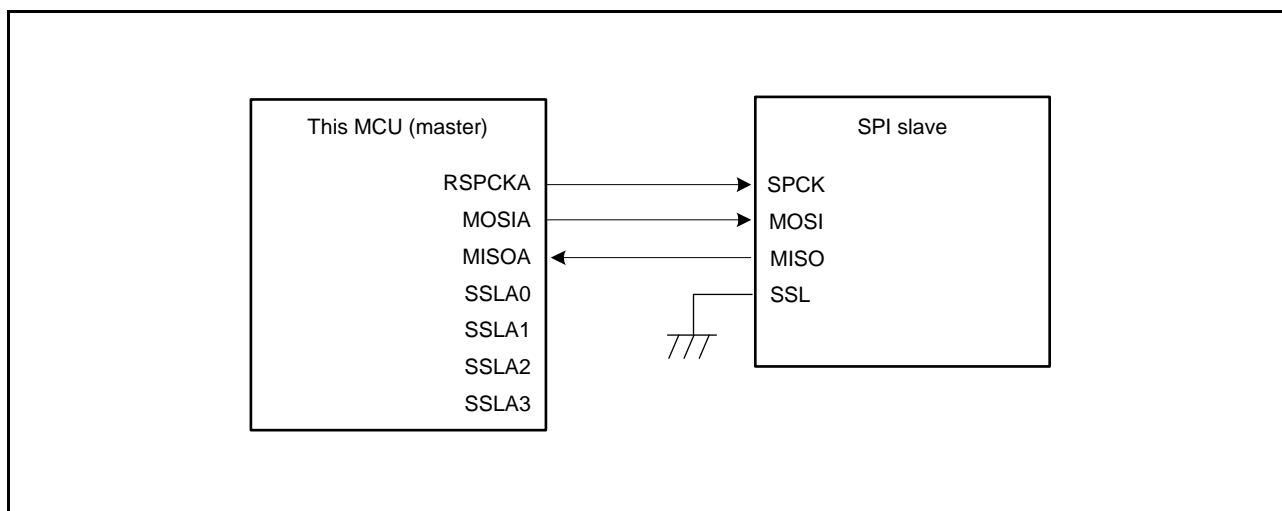 This MCU (master)
RSPCKA
MOSIA
MISOA
SSLA0
SSLA1
SSLA2
SSLA3
SPI slave
SPCK
MOSI
MISO
SSL